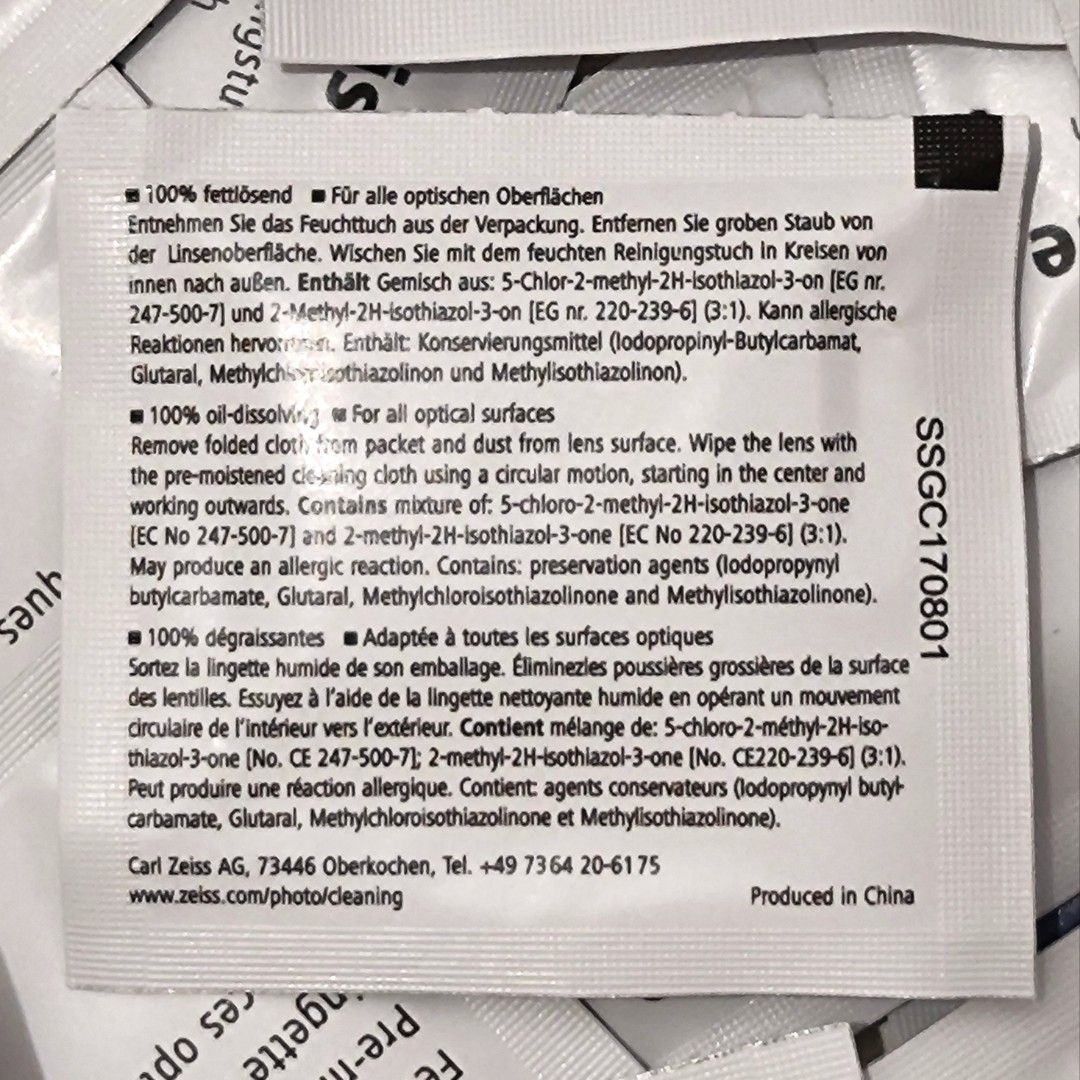 ■ 100% fettlösend ■ Für alle optischen Oberflächen
Entnehmen Sie das Feuchttuch aus der Verpackung. Entfernen Sie groben Staub von
der Linsenoberfläche. Wischen Sie mit dem feuchten Reinigungstuch in Kreisen von
innen nach außen. Enthält Gemisch aus: 5-Chlor-2-methyl-2H-isothiazol-3-on [EG nr.
247-500-7] und 2-Methyl-2H-isothiazol-3-on [EG nr. 220-239-6] (3:1). Kann allergische
Reaktionen Enthält: Konservierungsmittel (Iodopropinyl-Butylcarbamat,
Glutaral, Methylchlorisothiazolinon und Methylisothiazolinon).
■ 100% oil-dissolving ■ For all optical surfaces
Remove folded cloth from packet and dust from lens surface. Wipe the lens with
the pre-moistened cleaning cloth using a circular motion, starting in the center and
working outwards. Contains mixture of: 5-chloro-2-methyl-2H-isothiazol-3-one
[EC No 247-500-7] and 2-methyl-2H-isothiazol-3-one [EC No 220-239-6] (3:1).
May produce an allergic reaction. Contains: preservation agents (Iodopropynyl
butylcarbamate, Glutaral, Methylchloroisothiazolinone and Methylisothiazolinone).
■ 100% dégraissantes ■ Adaptée à toutes les surfaces optiques
Sortez la lingette humide de son emballage. Éliminezles poussières grossières de la surface
des lentilles. Essuyez à l'aide de la lingette nettoyante humide en opérant un mouvement
circulaire de l'intérieur vers l'extérieur. Contient mélange de: 5-chloro-2-méthyl-2H-iso-
thiazol-3-one [No. CE 247-500-7]; 2-methyl-2H-isothiazol-3-one [No. CE220-239-6] (3:1).
Peut produire une réaction allergique. Contient: agents conservateurs (Iodopropynyl butyl-
carbamate, Glutaral, Methylchloroisothiazolinone et Methylisothiazolinone).
Carl Zeiss AG, 73446 Oberkochen, Tel. +49 7364 20-6175
www.zeiss.com/photo/cleaning Produced in China
SSGC170801